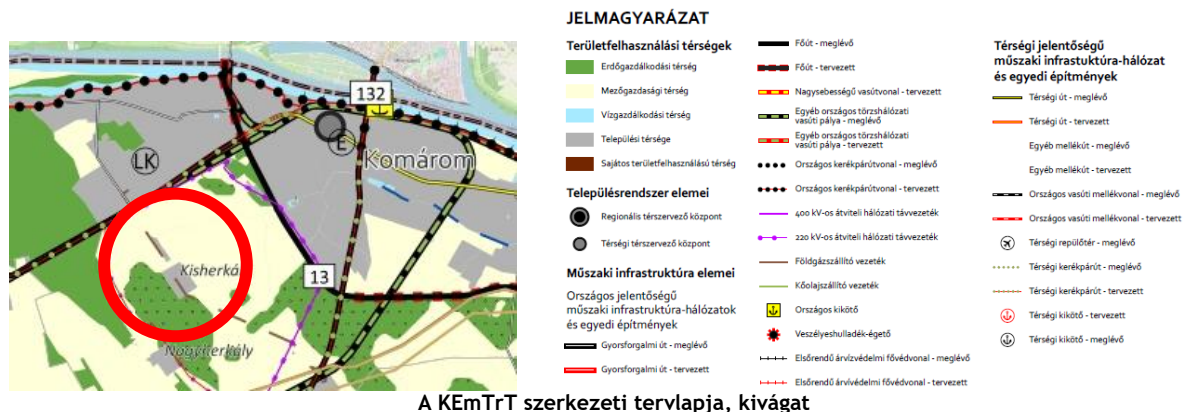 JELMAGYARÁZAT
Területfelhasználási térségek
Erdőgazdálkodási térség
Mezőgazdasági térség
Vízgazdálkodási térség
Települési térsége
Sajátos területfelhasználású térség
Településrendszer elemei
Regionális térszervező központ
Térségi térszervező központ
Műszaki infrastruktúra elemei
Országos jelentőségű
műszaki infrastruktúra-hálózatok
és egyedi építmények
Gyorsforgalmi út - meglévő
Gyorsforgalmi út - tervezett
Főút - meglévő
Főút - tervezett
Nagysebességű vasútvonal - tervezett
Egyéb országos törzshálózati
vasúti pálya - meglévő
Egyéb országos törzshálózati
vasúti pálya - tervezett
Országos kerékpárútvonal - meglévő
Országos kerékpárútvonal - tervezett
400 kV-os átviteli hálózati távvezeték
220 kV-os átviteli hálózati távvezeték
Földgázszállító vezeték
Kőolajszállító vezeték
Országos kikötő
Veszélyeshulladék-égető
Elsőrendű árvízvédelmi fővédvonal - meglévő
Elsőrendű árvívédelmi fővédvonal - tervezett
Térségi jelentőségű
műszaki infrastuktúra-hálózat
és egyedi építmények
Térségi út - meglévő
Térségi út - tervezett
Egyéb mellékút - meglévő
Egyéb mellékút - tervezett
Országos vasúti mellékvonal - meglévő
Országos vasúti mellékvonal - tervezett
Térségi repülőtér - meglévő
Térségi kerékpárút - meglévő
Térségi kerékpárút - tervezett
Térségi kikötő - tervezett
Térségi kikötő - meglévő
132
E
LK
Komárom
13
Kisherkál
Nagyherkály
A KEmTrT szerkezeti tervlapja, kivágat